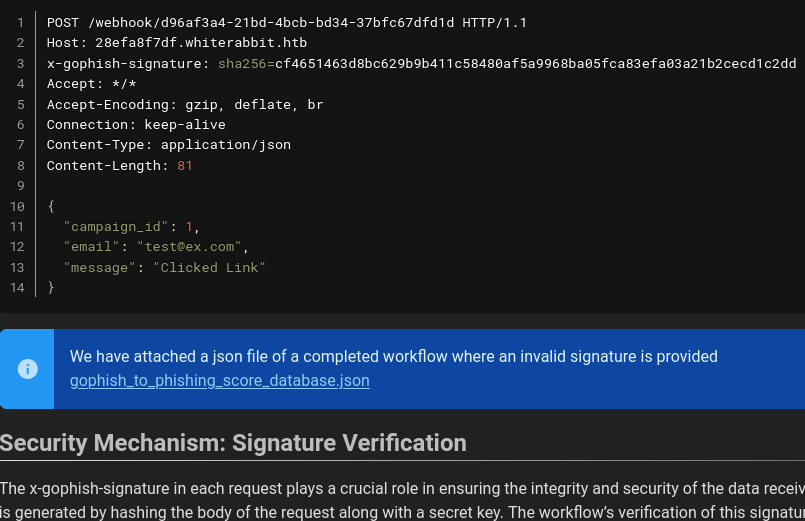 1 POST /webhook/d96af3a4-21bd-4bcb-bd34-37bfc67dfd1d HTTP/1.1
2 Host: 28efa8f7df.whiterabbit.htb
3 x-gophish-signature: sha256=cf4651463d8bc629b9b411c58480af5a9968ba05fca83efa03a21b2cecd1c2dd
4 Accept: */*
5 Accept-Encoding: gzip, deflate, br
6 Connection: keep-alive
7 Content-Type: application/json
8 Content-Length: 81
9
10 {
11   "campaign_id": 1,
12   "email": "test@ex.com",
13   "message": "Clicked Link"
14 }
We have attached a json file of a completed workflow where an invalid signature is provided
gophish_to_phishing_score_database.json
Security Mechanism: Signature Verification
The x-gophish-signature in each request plays a crucial role in ensuring the integrity and security of the data receiv
is generated by hashing the body of the request along with a secret key. The workflow’s verification of this signatu